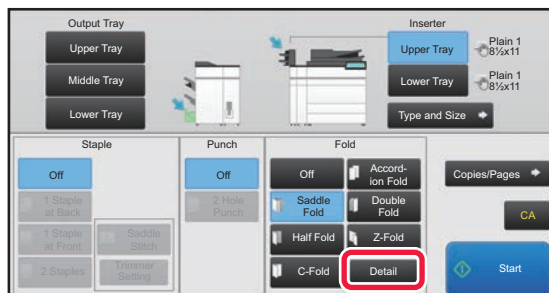 Output Tray
Upper Tray
Middle Tray
Lower Tray
Inserter
Upper Tray
Plain 1
8½x11
Lower Tray
Plain 1
8½x11
Type and Size
Staple
Off
1 Staple
at Back
1 Staple
at Front
2 Staples
Saddle
Stitch
Trimmer
Setting
Punch
Off
2 Hole
Punch
Fold
Off
Accord-
ion Fold
Saddle
Fold
Double
Fold
Half Fold
Z-Fold
C-Fold
Detail
Copies/Pages
CA
Start